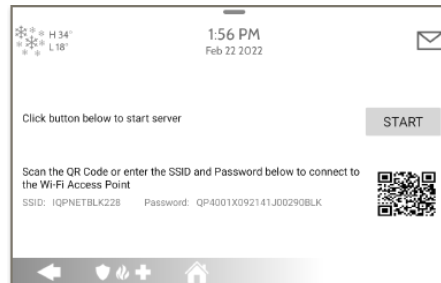 H 34°
L 18°
1:56 PM
Feb 22 2022
Click button below to start server
START
Scan the QR Code or enter the SSID and Password below to connect to
the Wi-Fi Access Point
SSID: IQPNETBLK228 Password: QP4001X092141J00290BLK